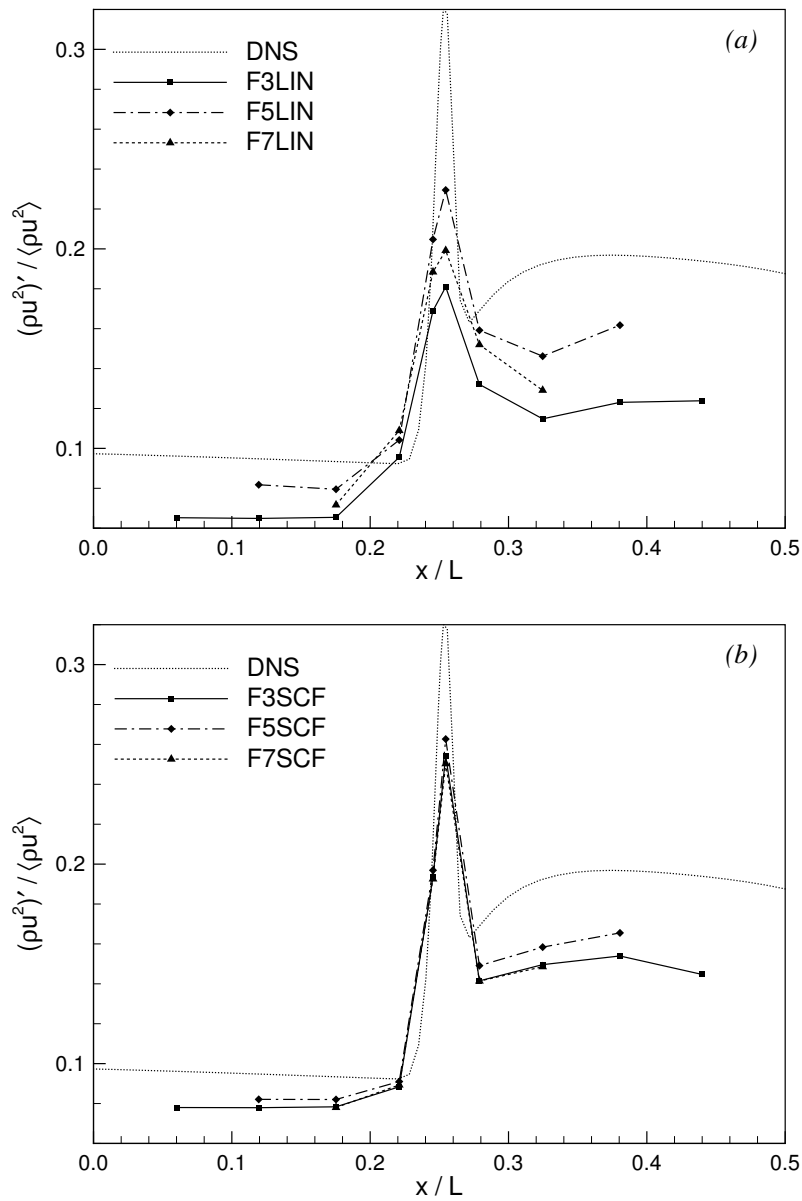 (a)
DNS
F3LIN
F5LIN
F7LIN
0.3
0.2
0.1
(ρu²)′ / ⟨ρu²⟩
0.0 0.1 0.2 0.3 0.4 0.5
x / L
(b)
DNS
F3SCF
F5SCF
F7SCF
0.3
0.2
0.1
(ρu²)′ / ⟨ρu²⟩
0.0 0.1 0.2 0.3 0.4 0.5
x / L